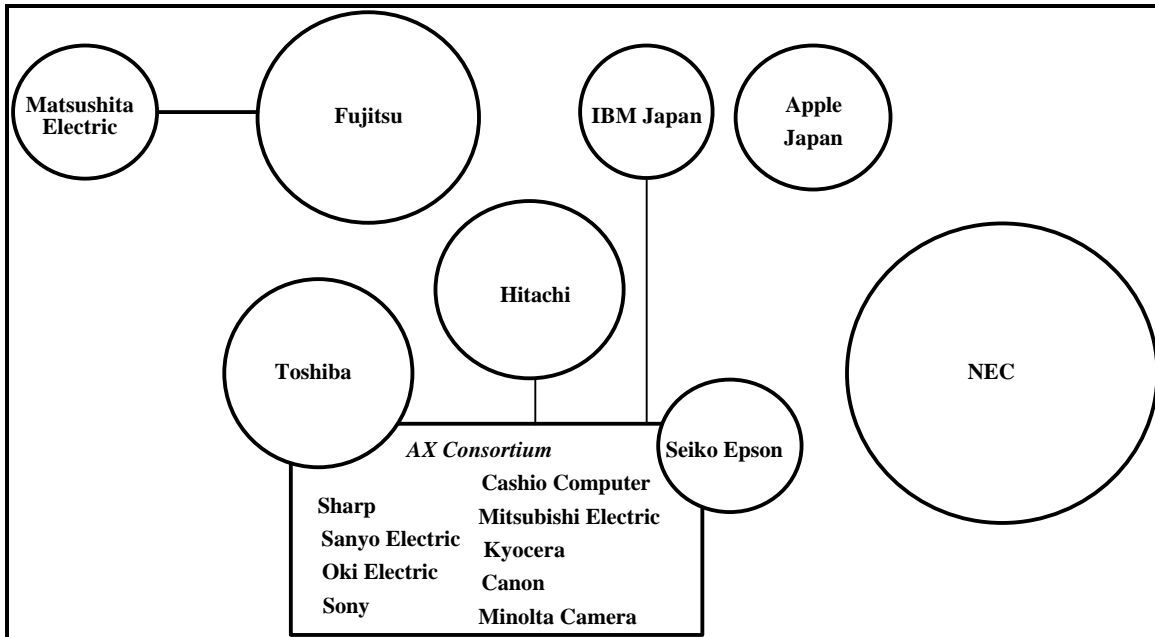 Matsushita
Electric
Fujitsu
IBM Japan
Apple
Japan
Hitachi
Toshiba
NEC
Seiko Epson
AX Consortium
Sharp
Sanyo Electric
Oki Electric
Sony
Cashio Computer
Mitsubishi Electric
Kyocera
Canon
Minolta Camera